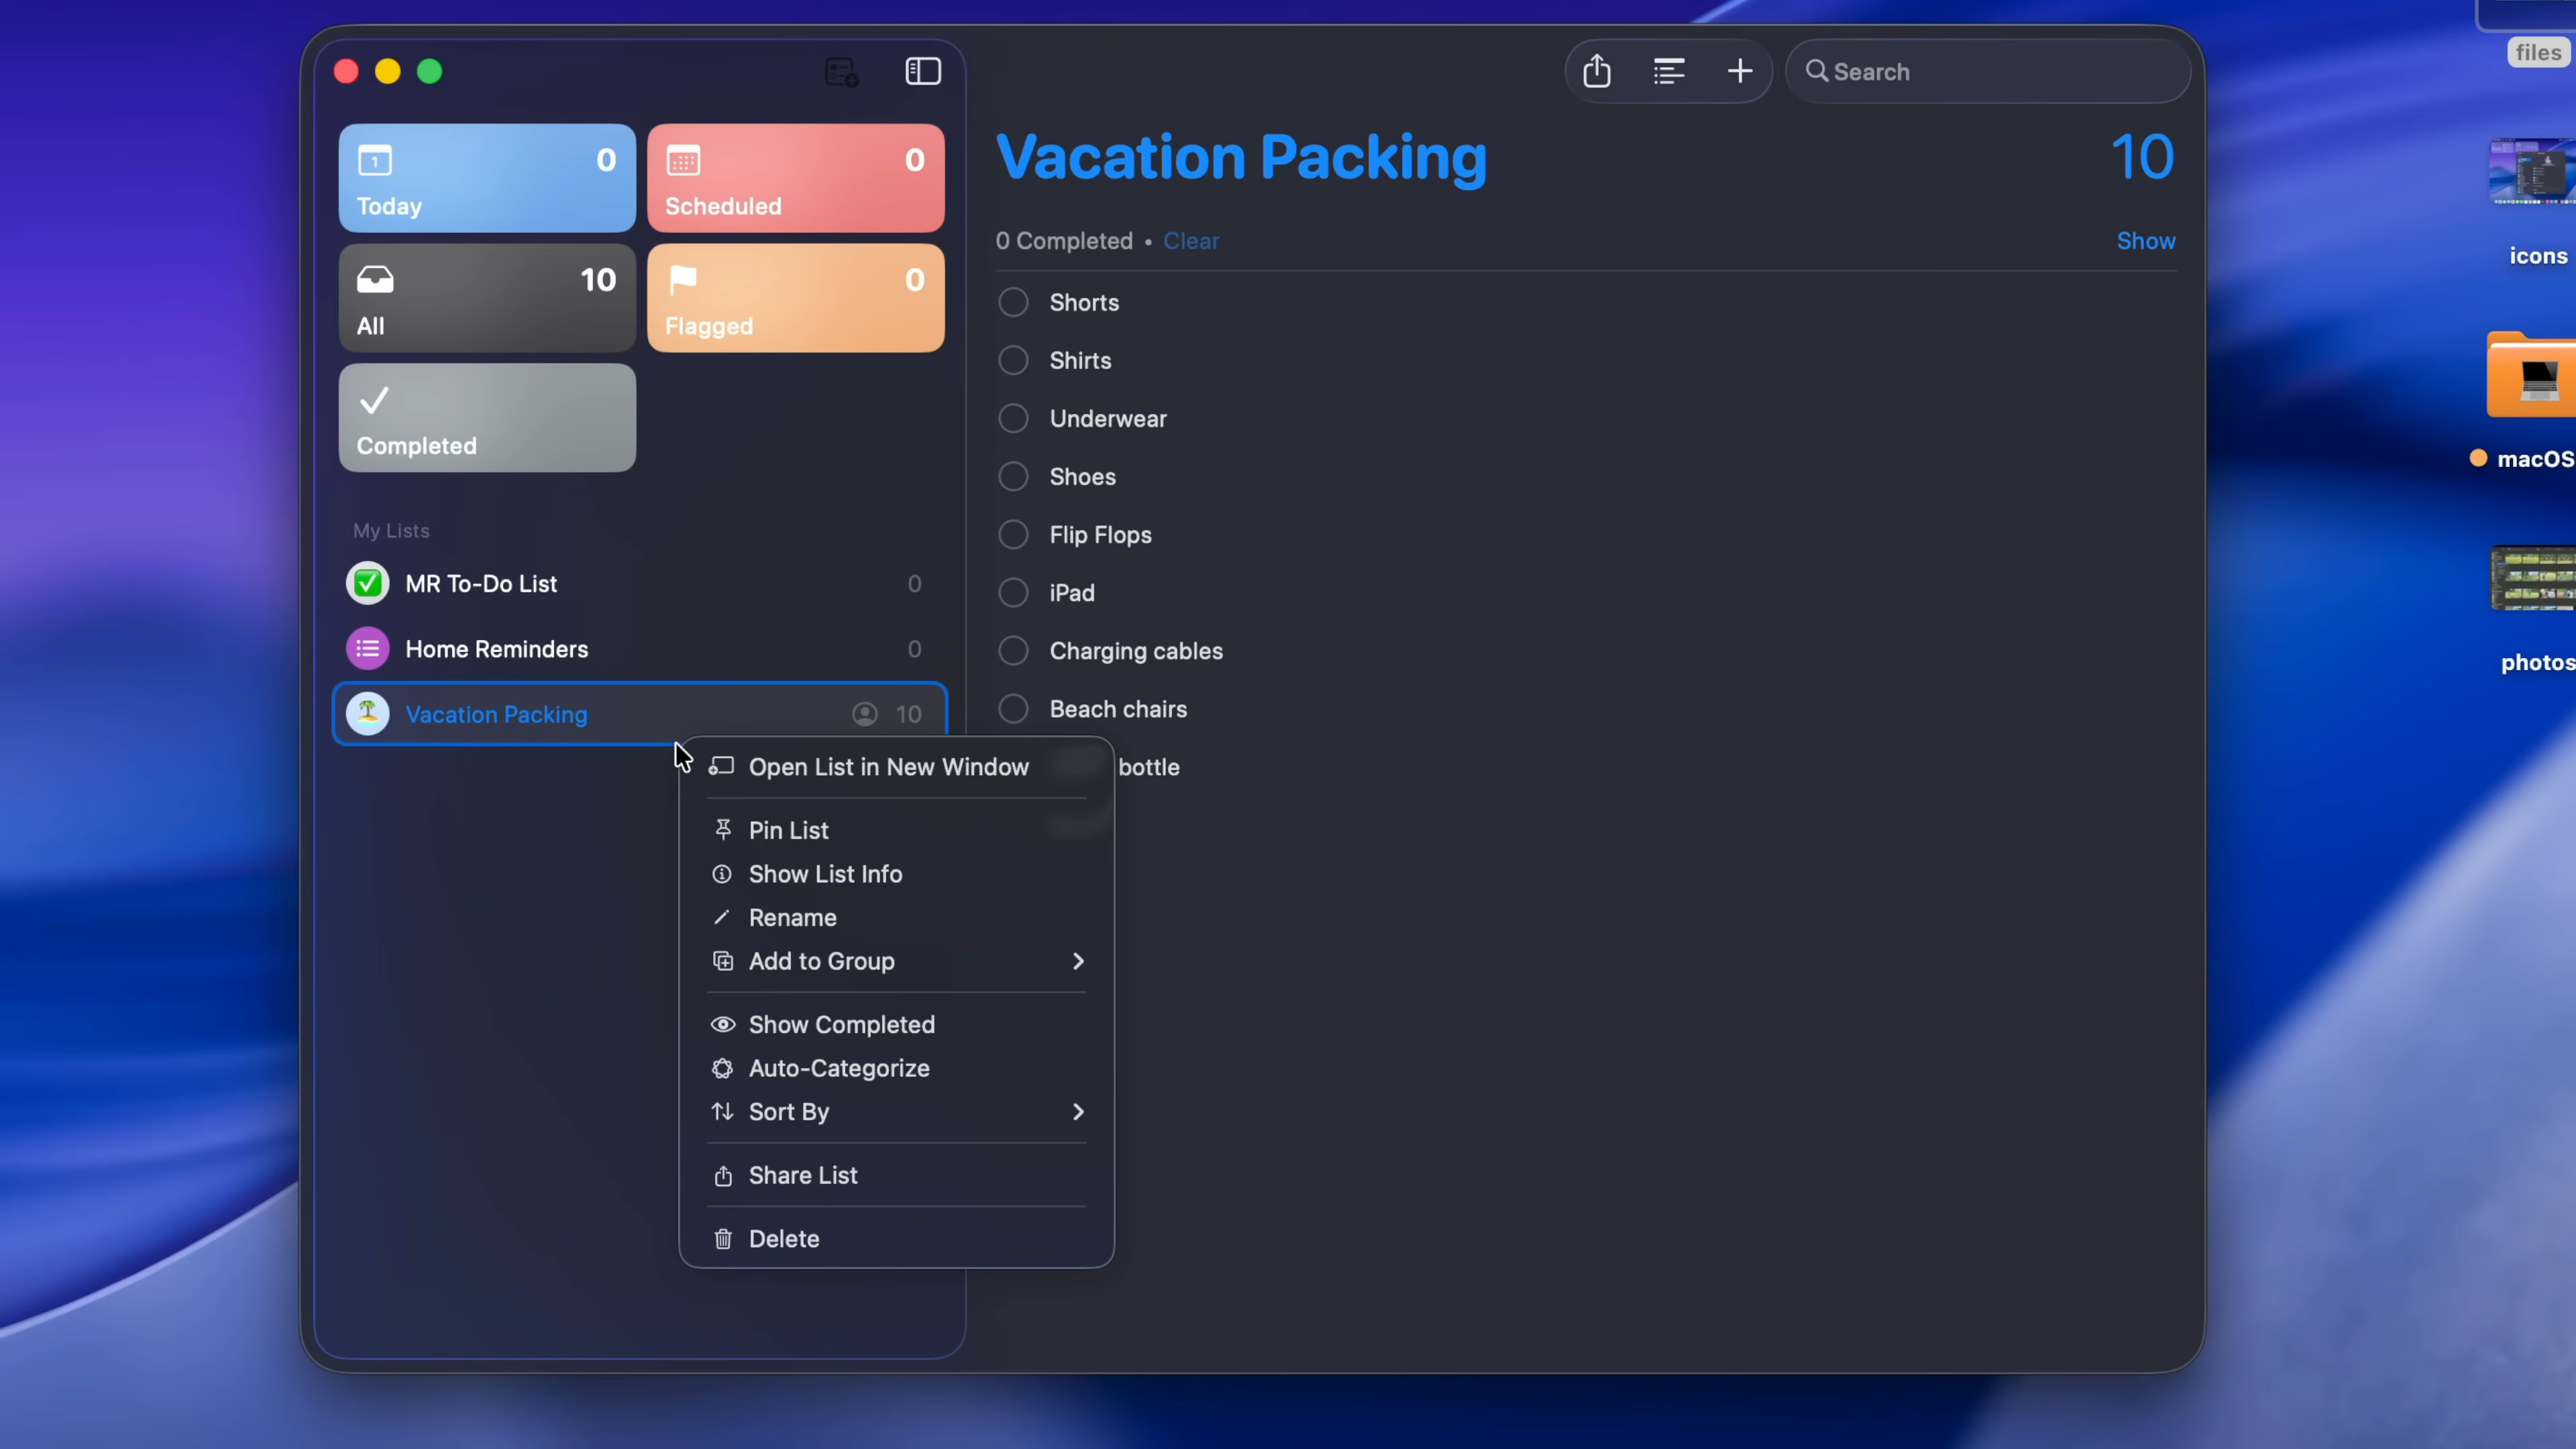 files
Search
1
0
Today
0
Scheduled
Vacation Packing
10
0 Completed • Clear
Show
10
All
0
Flagged
Completed
Shorts
Shirts
Underwear
Shoes
Flip Flops
iPad
Charging cables
Beach chairs
bottle
My Lists
MR To-Do List
0
Home Reminders
0
Vacation Packing
10
Open List in New Window
Pin List
Show List Info
Rename
Add to Group
Show Completed
Auto-Categorize
Sort By
Share List
Delete
icons
macOS
photos